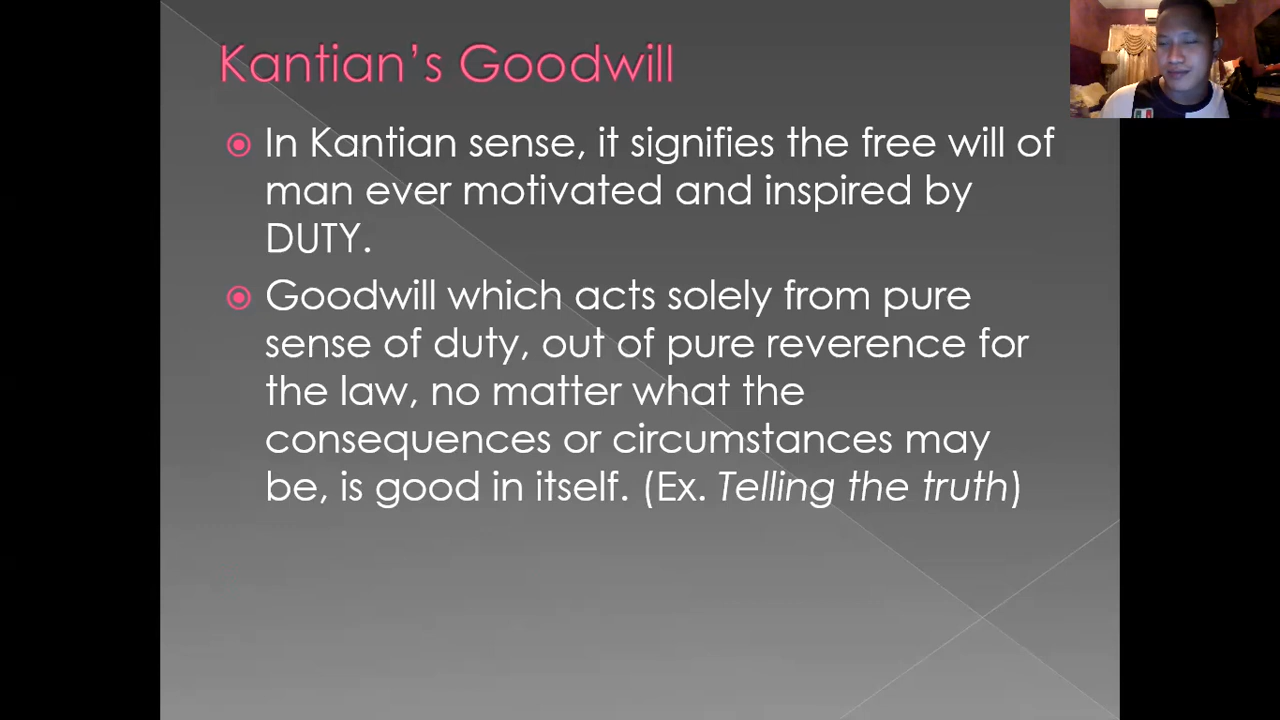 Kantian's Goodwill
In Kantian sense, it signifies the free will of
man ever motivated and inspired by
DUTY.
Goodwill which acts solely from pure
sense of duty, out of pure reverence for
the law, no matter what the
consequences or circumstances may
be, is good in itself. (Ex. Telling the truth)